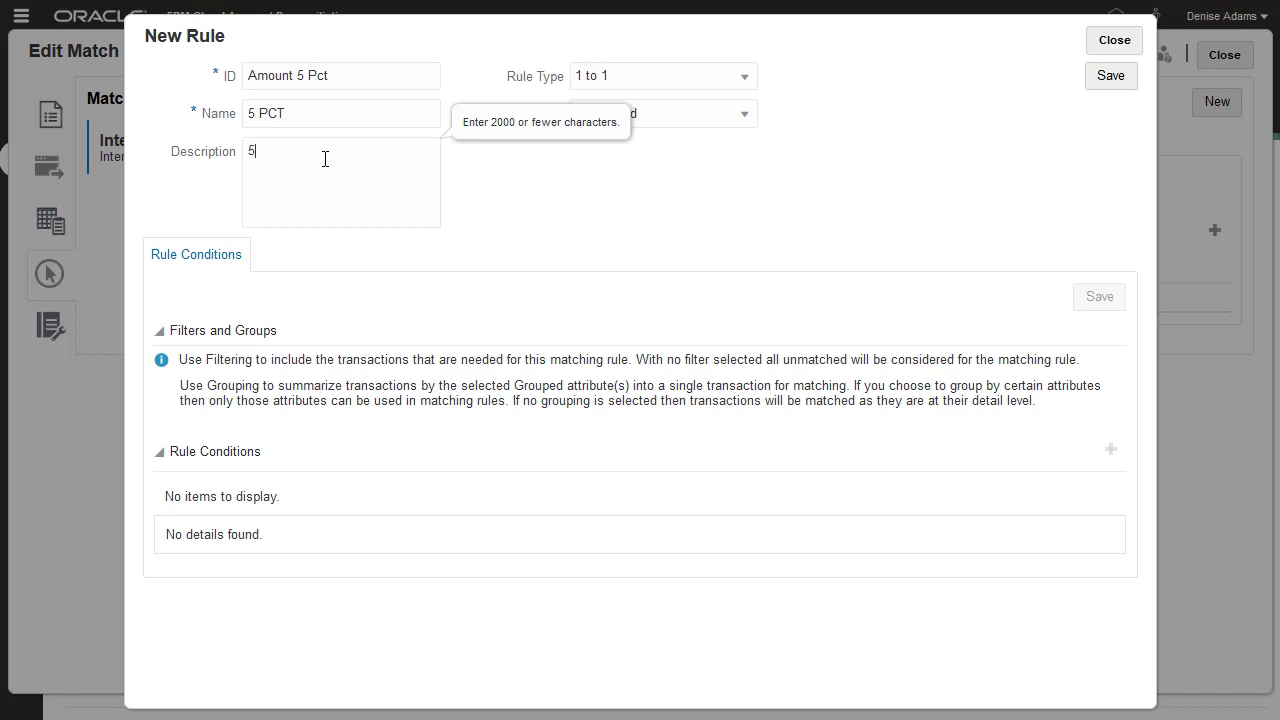 ORACLE
Denise Adams
Edit Match
New Rule
Close
Close
* ID Amount 5 Pct
Rule Type 1 to 1
Save
Matc
New
* Name 5 PCT
d
Enter 2000 or fewer characters.
Inte
Inter
Description 5
Rule Conditions
Save
Filters and Groups
Use Filtering to include the transactions that are needed for this matching rule. With no filter selected all unmatched will be considered for the matching rule.
Use Grouping to summarize transactions by the selected Grouped attribute(s) into a single transaction for matching. If you choose to group by certain attributes
then only those attributes can be used in matching rules. If no grouping is selected then transactions will be matched as they are at their detail level.
Rule Conditions
No items to display.
No details found.